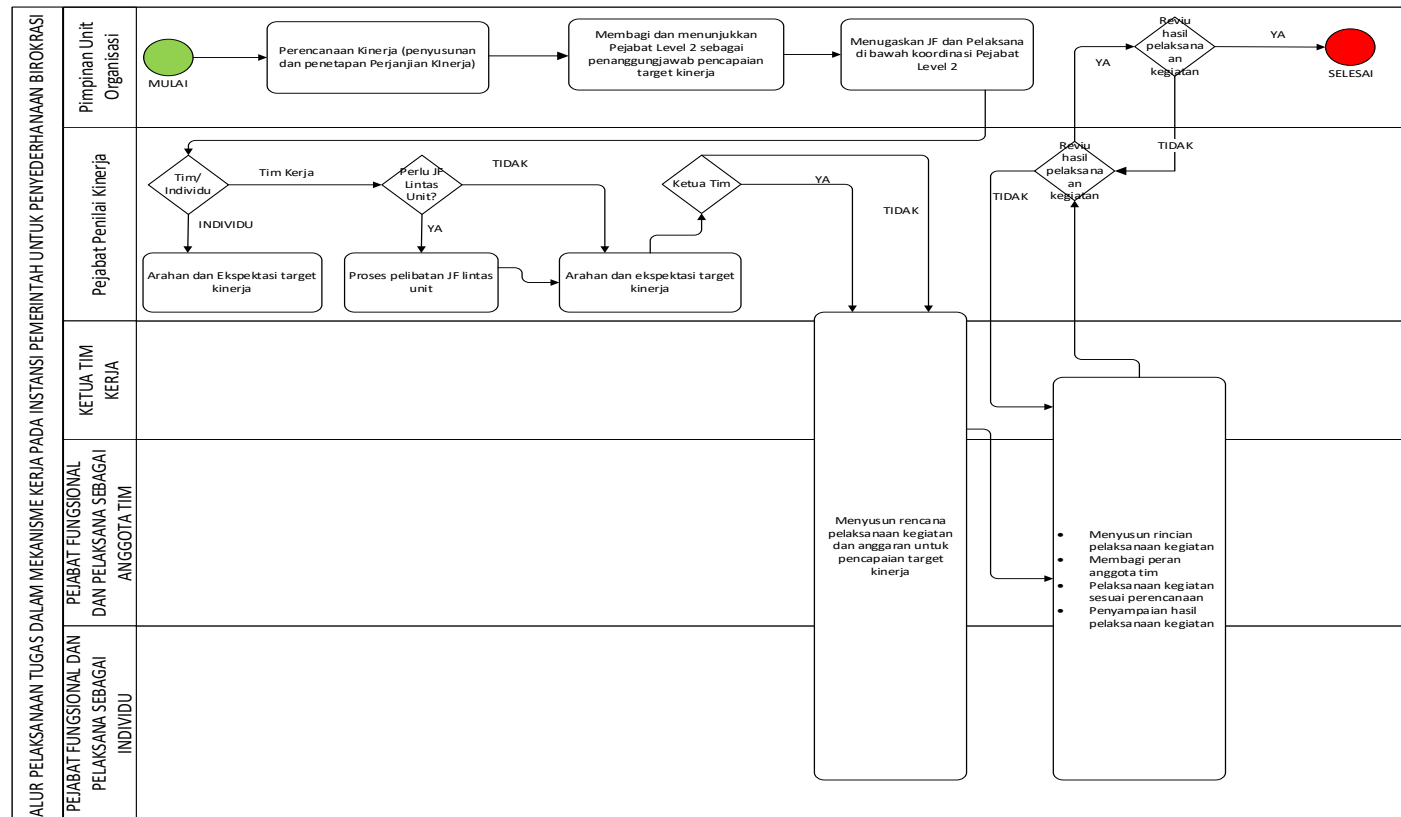 ALUR PELAKSANAAN TUGAS DALAM MEKANISME KERJA PADA INSTANSI PEMERINTAH UNTUK PENYEDERHANAAN BIROKRASI
Pimpinan Unit
Organisasi
MULAI
Perencanaan Kinerja (penyusunan
dan penetapan Perjanjian KInerja)
Membagi dan menunjukkan
Pejabat Level 2 sebagai
penanggungjawab pencapaian
target kinerja
Menugaskan JF dan Pelaksana
di bawah koordinasi Pejabat
Level 2
Reviu
hasil
pelaksana
an
kegiatan
YA
YA
SELESAI
TIDAK
Pejabat Penilai Kinerja
Tim/
Individu
Tim Kerja
INDIVIDU
Perlu JF
Lintas
Unit?
TIDAK
YA
Ketua Tim
YA
TIDAK
Reviu
hasil
pelaksana
an
kegiatan
TIDAK
Arahan dan Ekspektasi target
kinerja
Proses pelibatan JF lintas
unit
Arahan dan ekspektasi target
kinerja
KETUA TIM
KERJA
PEJABAT FUNGSIONAL
DAN PELAKSANA SEBAGAI
ANGGOTA TIM
Menyusun rencana
pelaksanaan kegiatan
dan anggaran untuk
pencapaian target
kinerja
• Menyusun rincian
pelaksanaan kegiatan
• Membagi peran
anggota tim
• Pelaksanaan kegiatan
sesuai perencanaan
• Penyampaian hasil
pelaksanaan kegiatan
PEJABAT FUNGSIONAL DAN
PELAKSANA SEBAGAI
INDIVIDU